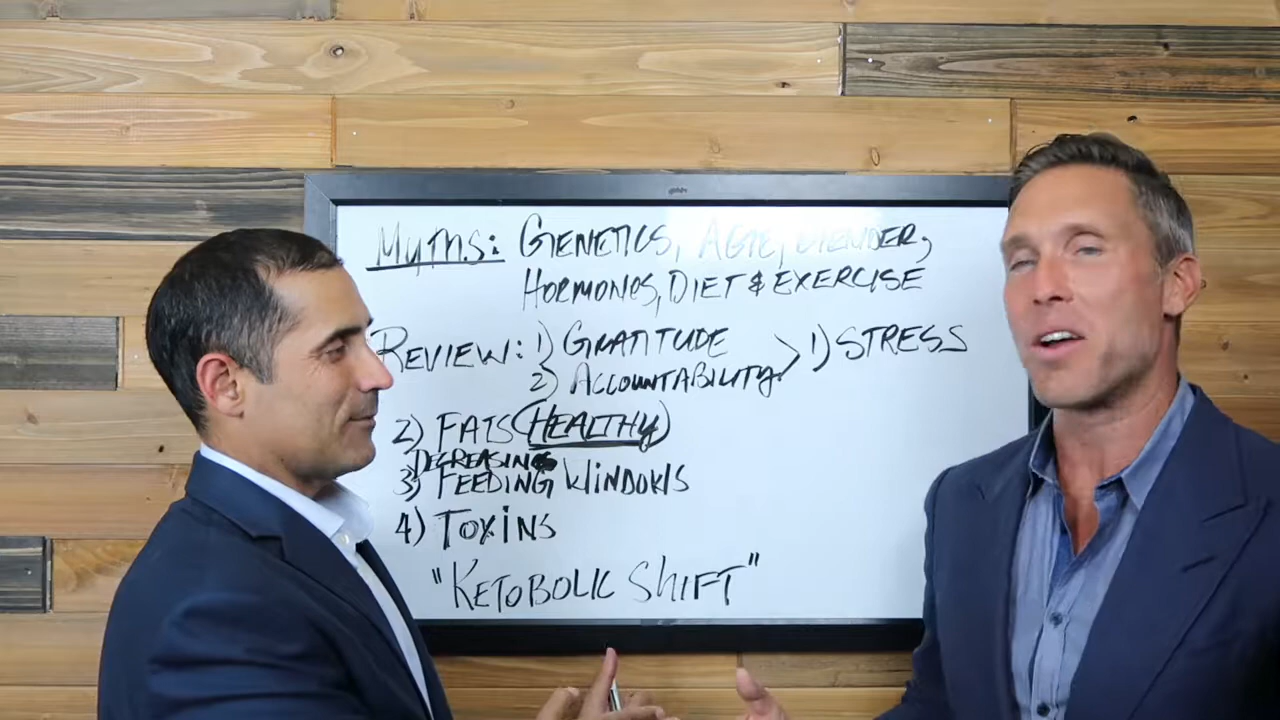 Myths: GENETICS, AGE, GENDER,
HORMONES, DIET & EXERCISE
REVIEW: 1) GRATITUDE > 1) STRESS
2) ACCOUNTABILITY
2) FATS (HEALTHY)
DECREASING
3) FEEDING WINDOWS
4) TOXINS
"KETOBOLIC SHIFT"